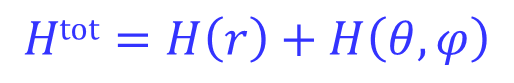 H^tot = H(r) + H(θ, φ)